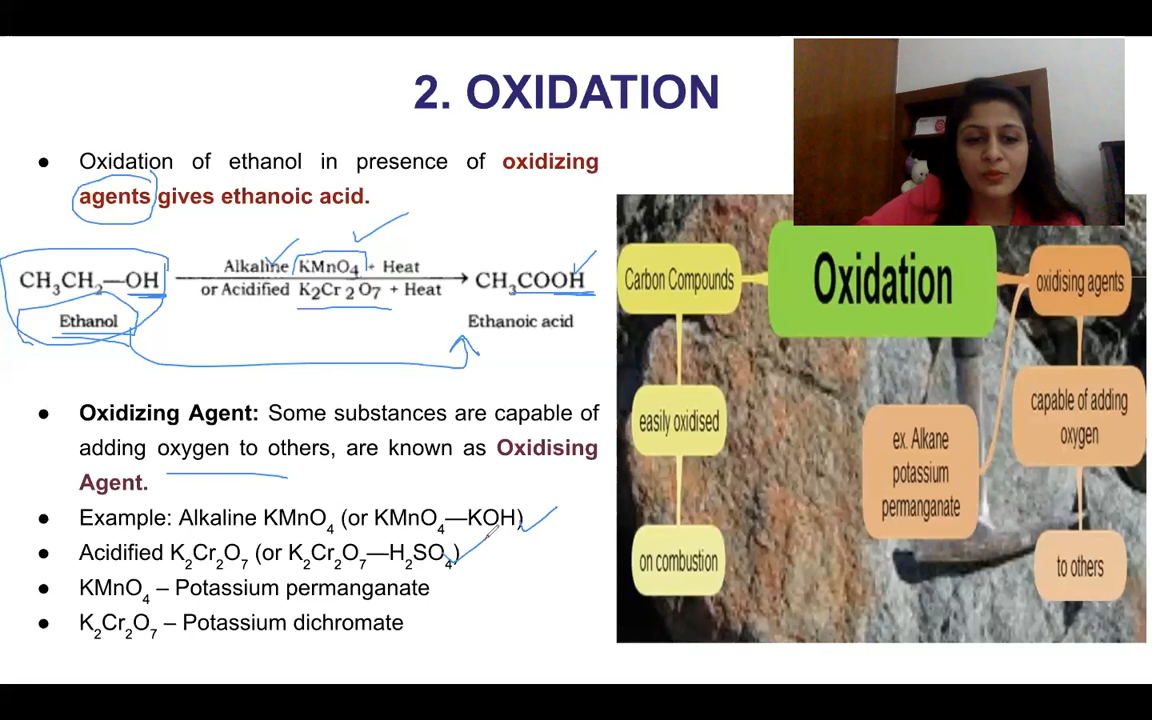 2. OXIDATION
● Oxidation of ethanol in presence of oxidizing
agents gives ethanoic acid.
CH₃CH₂—OH Alkaline KMnO₄ + Heat CH₃COOH
or Acidified K₂Cr₂O₇ + Heat
Ethanol Ethanoic acid
● Oxidizing Agent: Some substances are capable of
adding oxygen to others, are known as Oxidising
Agent.
● Example: Alkaline KMnO₄ (or KMnO₄—KOH)
● Acidified K₂Cr₂O₇ (or K₂Cr₂O₇—H₂SO₄)
● KMnO₄ – Potassium permanganate
● K₂Cr₂O₇ – Potassium dichromate
Oxidation
Carbon Compounds
easily oxidised
on combustion
oxidising agents
capable of adding
oxygen
to others
ex. Alkane
potassium
permanganate